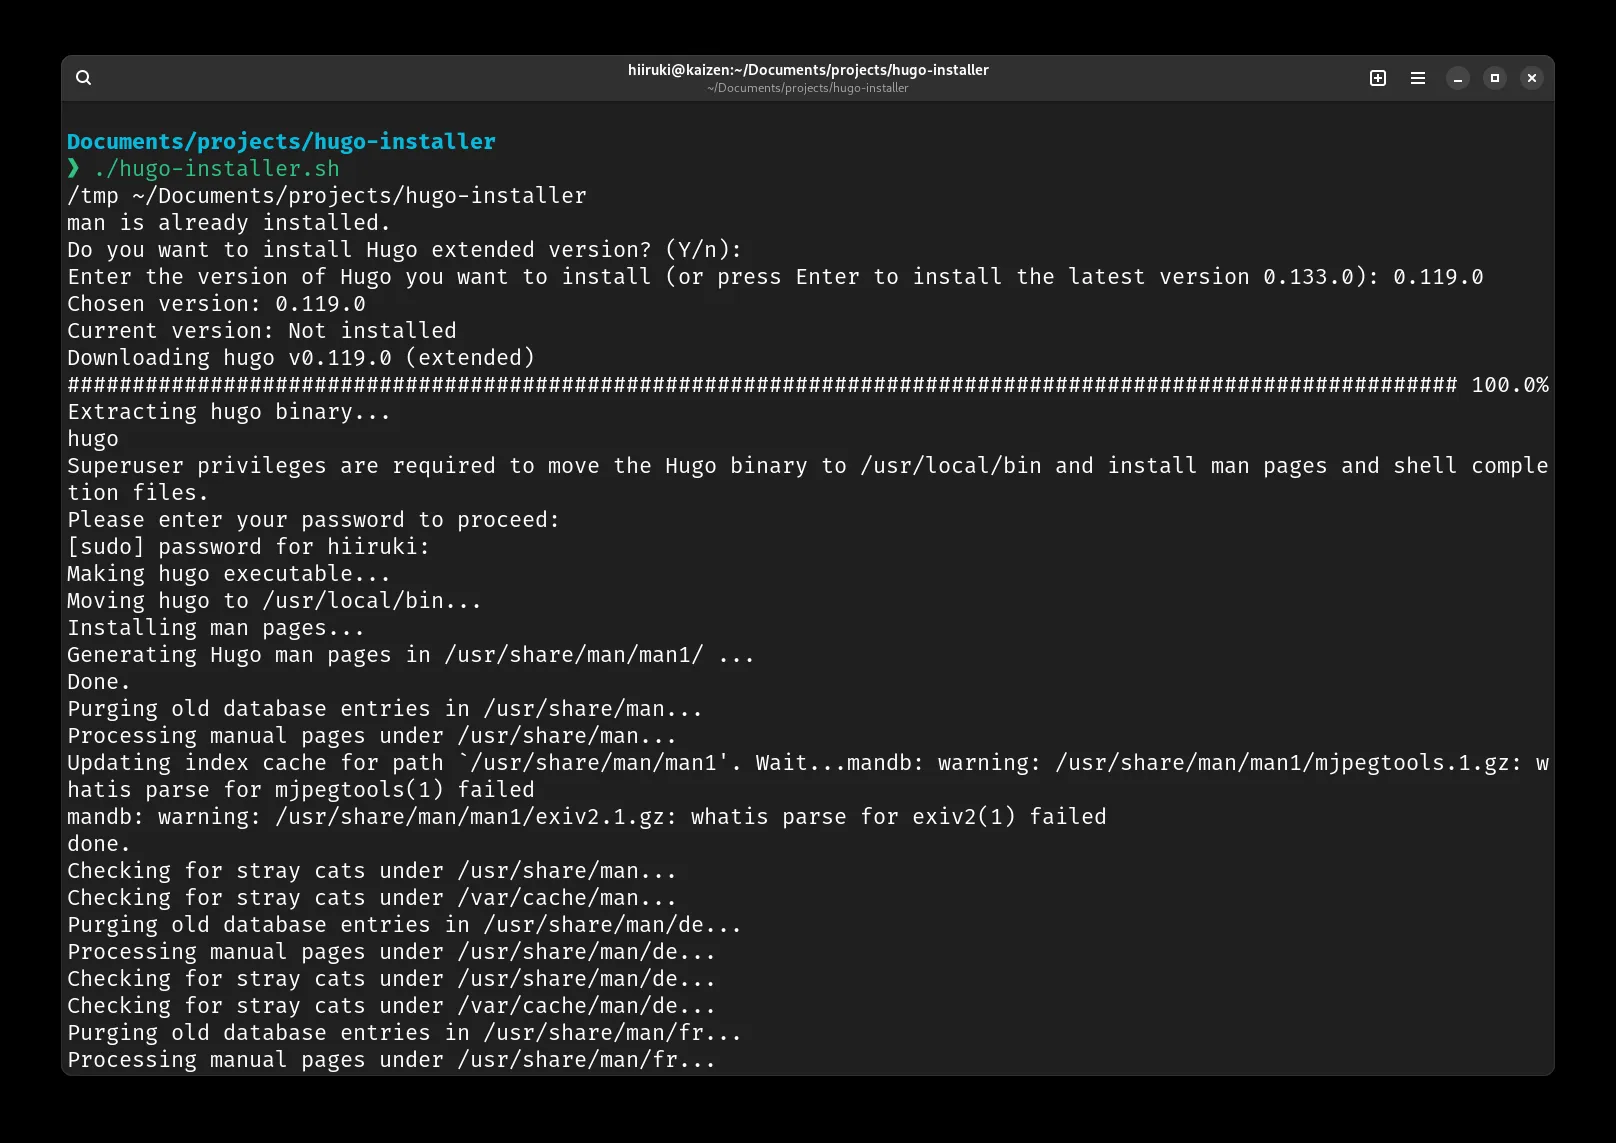 hiiruki@kaizen:~/Documents/projects/hugo-installer
~/Documents/projects/hugo-installer
Documents/projects/hugo-installer
❯ ./hugo-installer.sh
/tmp ~/Documents/projects/hugo-installer
man is already installed.
Do you want to install Hugo extended version? (Y/n):
Enter the version of Hugo you want to install (or press Enter to install the latest version 0.133.0): 0.119.0
Chosen version: 0.119.0
Current version: Not installed
Downloading hugo v0.119.0 (extended)
########################################################################################################### 100.0%
Extracting hugo binary...
hugo
Superuser privileges are required to move the Hugo binary to /usr/local/bin and install man pages and shell comple
tion files.
Please enter your password to proceed:
[sudo] password for hiiruki:
Making hugo executable...
Moving hugo to /usr/local/bin...
Installing man pages...
Generating Hugo man pages in /usr/share/man/man1/ ...
Done.
Purging old database entries in /usr/share/man...
Processing manual pages under /usr/share/man...
Updating index cache for path `/usr/share/man/man1'. Wait...mandb: warning: /usr/share/man/man1/mjpegtools.1.gz: w
hatis parse for mjpegtools(1) failed
mandb: warning: /usr/share/man/man1/exiv2.1.gz: whatis parse for exiv2(1) failed
done.
Checking for stray cats under /usr/share/man...
Checking for stray cats under /var/cache/man...
Purging old database entries in /usr/share/man/de...
Processing manual pages under /usr/share/man/de...
Checking for stray cats under /usr/share/man/de...
Checking for stray cats under /var/cache/man/de...
Purging old database entries in /usr/share/man/fr...
Processing manual pages under /usr/share/man/fr...